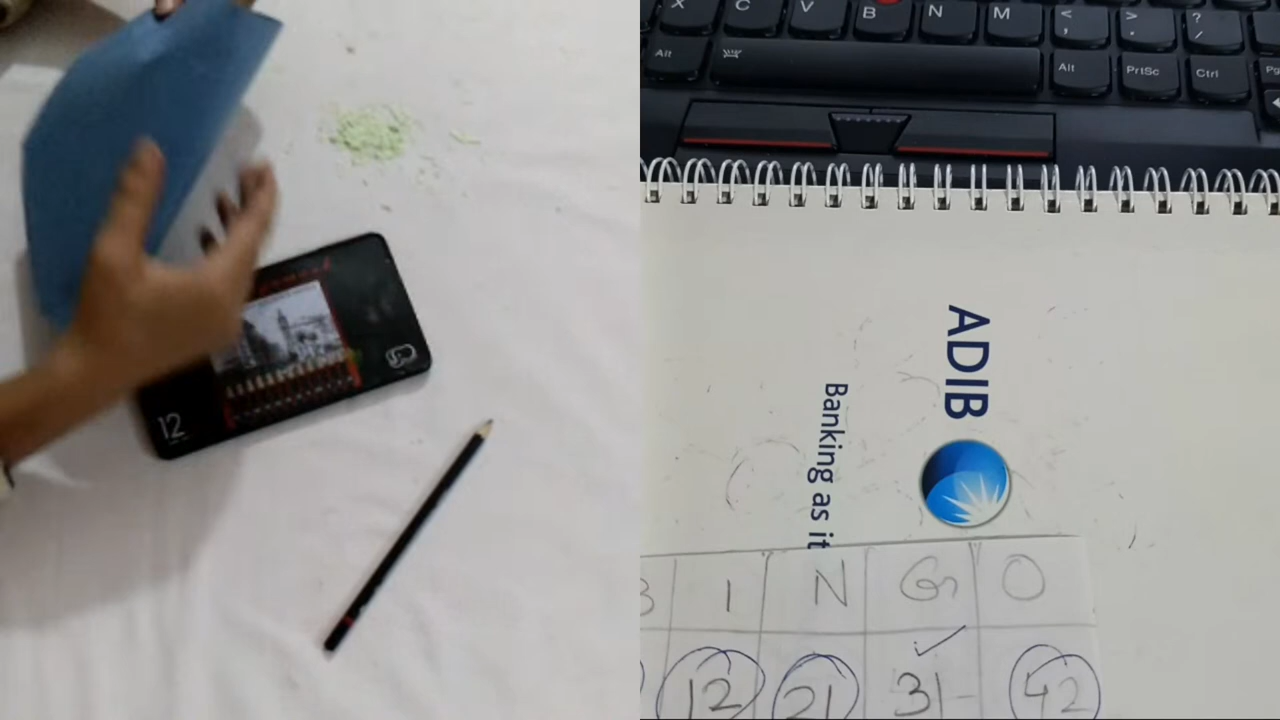 12
X C V B N M < , > . ? /
Alt Alt PrtSc Ctrl
ADIB
Banking as it
B I N G O
12 21 31 42